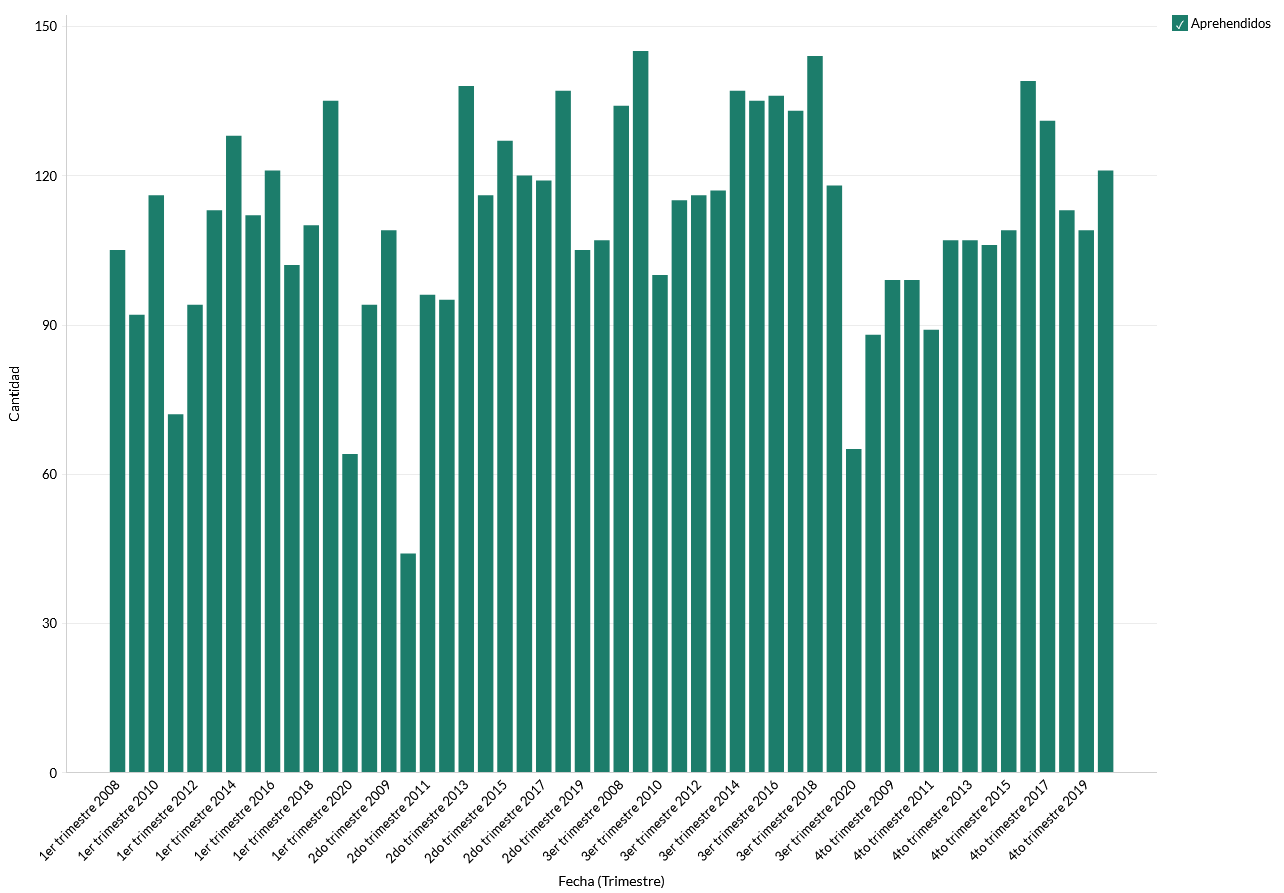 150
120
90
60
30
0
Cantidad
✓ Aprehendidos
1er trimestre 2008
1er trimestre 2010
1er trimestre 2012
1er trimestre 2014
1er trimestre 2016
1er trimestre 2018
1er trimestre 2020
2do trimestre 2009
2do trimestre 2011
2do trimestre 2013
2do trimestre 2015
2do trimestre 2017
2do trimestre 2019
3er trimestre 2008
3er trimestre 2010
3er trimestre 2012
3er trimestre 2014
3er trimestre 2016
3er trimestre 2018
3er trimestre 2020
4to trimestre 2009
4to trimestre 2011
4to trimestre 2013
4to trimestre 2015
4to trimestre 2017
4to trimestre 2019
Fecha (Trimestre)